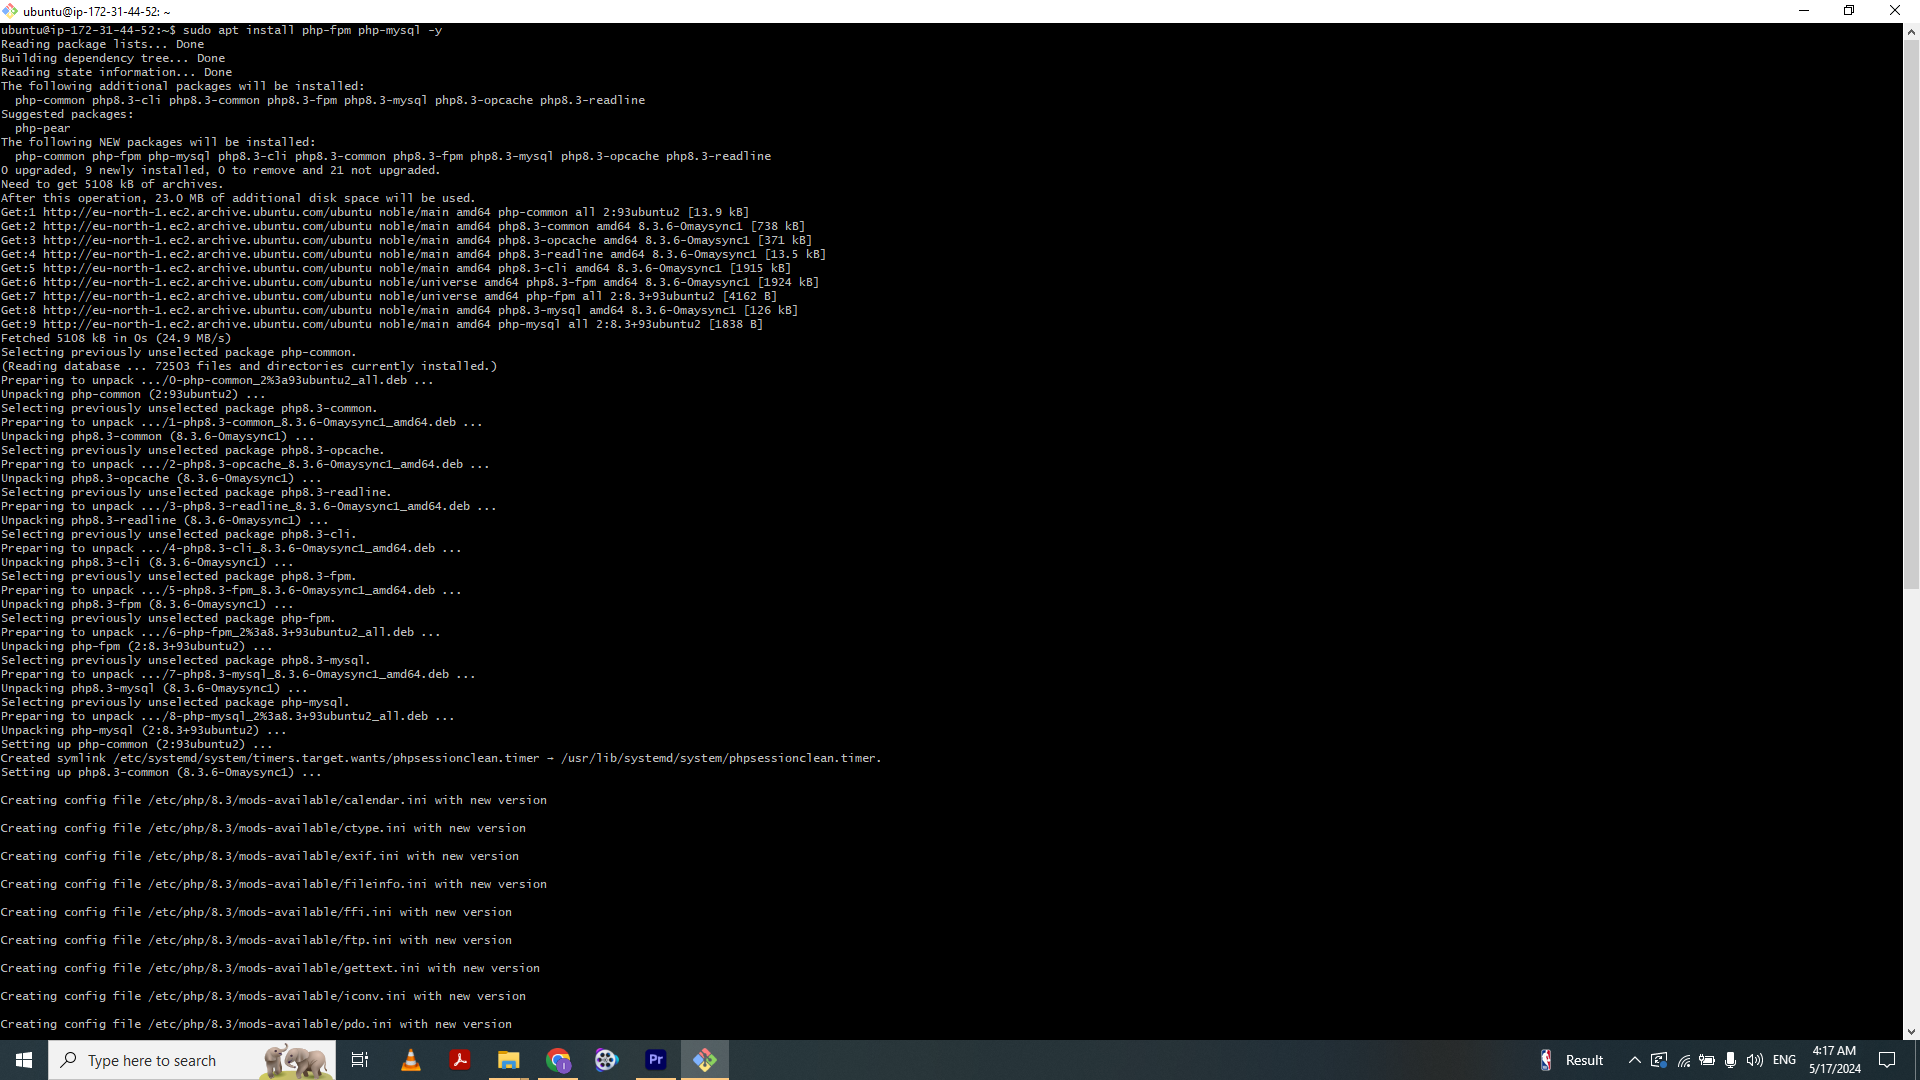 ubuntu@ip-172-31-44-52: ~
ubuntu@ip-172-31-44-52:~$ sudo apt install php-fpm php-mysql -y
Reading package lists... Done
Building dependency tree... Done
Reading state information... Done
The following additional packages will be installed:
  php-common php8.3-cli php8.3-common php8.3-fpm php8.3-mysql php8.3-opcache php8.3-readline
Suggested packages:
  php-pear
The following NEW packages will be installed:
  php-common php-fpm php-mysql php8.3-cli php8.3-common php8.3-fpm php8.3-mysql php8.3-opcache php8.3-readline
0 upgraded, 9 newly installed, 0 to remove and 21 not upgraded.
Need to get 5108 kB of archives.
After this operation, 23.0 MB of additional disk space will be used.
Get:1 http://eu-north-1.ec2.archive.ubuntu.com/ubuntu noble/main amd64 php-common all 2:93ubuntu2 [13.9 kB]
Get:2 http://eu-north-1.ec2.archive.ubuntu.com/ubuntu noble/main amd64 php8.3-common amd64 8.3.6-0maysync1 [738 kB]
Get:3 http://eu-north-1.ec2.archive.ubuntu.com/ubuntu noble/main amd64 php8.3-opcache amd64 8.3.6-0maysync1 [371 kB]
Get:4 http://eu-north-1.ec2.archive.ubuntu.com/ubuntu noble/main amd64 php8.3-readline amd64 8.3.6-0maysync1 [13.5 kB]
Get:5 http://eu-north-1.ec2.archive.ubuntu.com/ubuntu noble/main amd64 php8.3-cli amd64 8.3.6-0maysync1 [1915 kB]
Get:6 http://eu-north-1.ec2.archive.ubuntu.com/ubuntu noble/universe amd64 php8.3-fpm amd64 8.3.6-0maysync1 [1924 kB]
Get:7 http://eu-north-1.ec2.archive.ubuntu.com/ubuntu noble/universe amd64 php-fpm all 2:8.3+93ubuntu2 [4162 B]
Get:8 http://eu-north-1.ec2.archive.ubuntu.com/ubuntu noble/main amd64 php8.3-mysql amd64 8.3.6-0maysync1 [126 kB]
Get:9 http://eu-north-1.ec2.archive.ubuntu.com/ubuntu noble/main amd64 php-mysql all 2:8.3+93ubuntu2 [1838 B]
Fetched 5108 kB in 0s (24.9 MB/s)
Selecting previously unselected package php-common.
(Reading database ... 72503 files and directories currently installed.)
Preparing to unpack .../0-php-common_2%3a93ubuntu2_all.deb ...
Unpacking php-common (2:93ubuntu2) ...
Selecting previously unselected package php8.3-common.
Preparing to unpack .../1-php8.3-common_8.3.6-0maysync1_amd64.deb ...
Unpacking php8.3-common (8.3.6-0maysync1) ...
Selecting previously unselected package php8.3-opcache.
Preparing to unpack .../2-php8.3-opcache_8.3.6-0maysync1_amd64.deb ...
Unpacking php8.3-opcache (8.3.6-0maysync1) ...
Selecting previously unselected package php8.3-readline.
Preparing to unpack .../3-php8.3-readline_8.3.6-0maysync1_amd64.deb ...
Unpacking php8.3-readline (8.3.6-0maysync1) ...
Selecting previously unselected package php8.3-cli.
Preparing to unpack .../4-php8.3-cli_8.3.6-0maysync1_amd64.deb ...
Unpacking php8.3-cli (8.3.6-0maysync1) ...
Selecting previously unselected package php8.3-fpm.
Preparing to unpack .../5-php8.3-fpm_8.3.6-0maysync1_amd64.deb ...
Unpacking php8.3-fpm (8.3.6-0maysync1) ...
Selecting previously unselected package php-fpm.
Preparing to unpack .../6-php-fpm_2%3a8.3+93ubuntu2_all.deb ...
Unpacking php-fpm (2:8.3+93ubuntu2) ...
Selecting previously unselected package php8.3-mysql.
Preparing to unpack .../7-php8.3-mysql_8.3.6-0maysync1_amd64.deb ...
Unpacking php8.3-mysql (8.3.6-0maysync1) ...
Selecting previously unselected package php-mysql.
Preparing to unpack .../8-php-mysql_2%3a8.3+93ubuntu2_all.deb ...
Unpacking php-mysql (2:8.3+93ubuntu2) ...
Setting up php-common (2:93ubuntu2) ...
Created symlink /etc/systemd/system/timers.target.wants/phpsessionclean.timer → /usr/lib/systemd/system/phpsessionclean.timer.
Setting up php8.3-common (8.3.6-0maysync1) ...
Creating config file /etc/php/8.3/mods-available/calendar.ini with new version
Creating config file /etc/php/8.3/mods-available/ctype.ini with new version
Creating config file /etc/php/8.3/mods-available/exif.ini with new version
Creating config file /etc/php/8.3/mods-available/fileinfo.ini with new version
Creating config file /etc/php/8.3/mods-available/ffi.ini with new version
Creating config file /etc/php/8.3/mods-available/ftp.ini with new version
Creating config file /etc/php/8.3/mods-available/gettext.ini with new version
Creating config file /etc/php/8.3/mods-available/iconv.ini with new version
Creating config file /etc/php/8.3/mods-available/pdo.ini with new version
Type here to search
Pr
Result
ENG
4:17 AM
5/17/2024